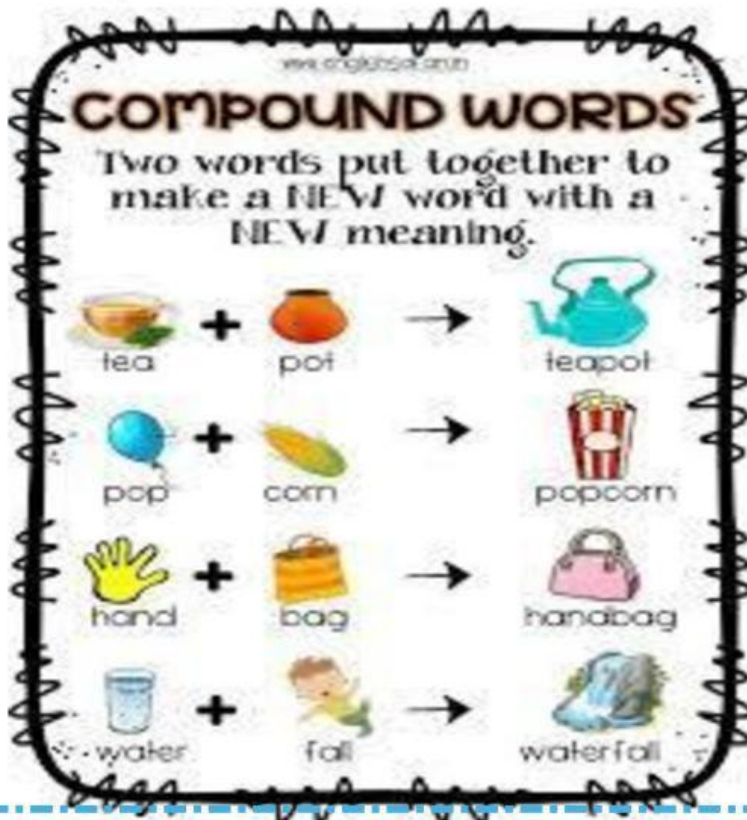 COMPOUND WORDS
Two words put together to
make a NEW word with a
NEW meaning.
tea + pot → teapot
pop + corn → popcorn
hand + bag → handbag
water + fall → waterfall